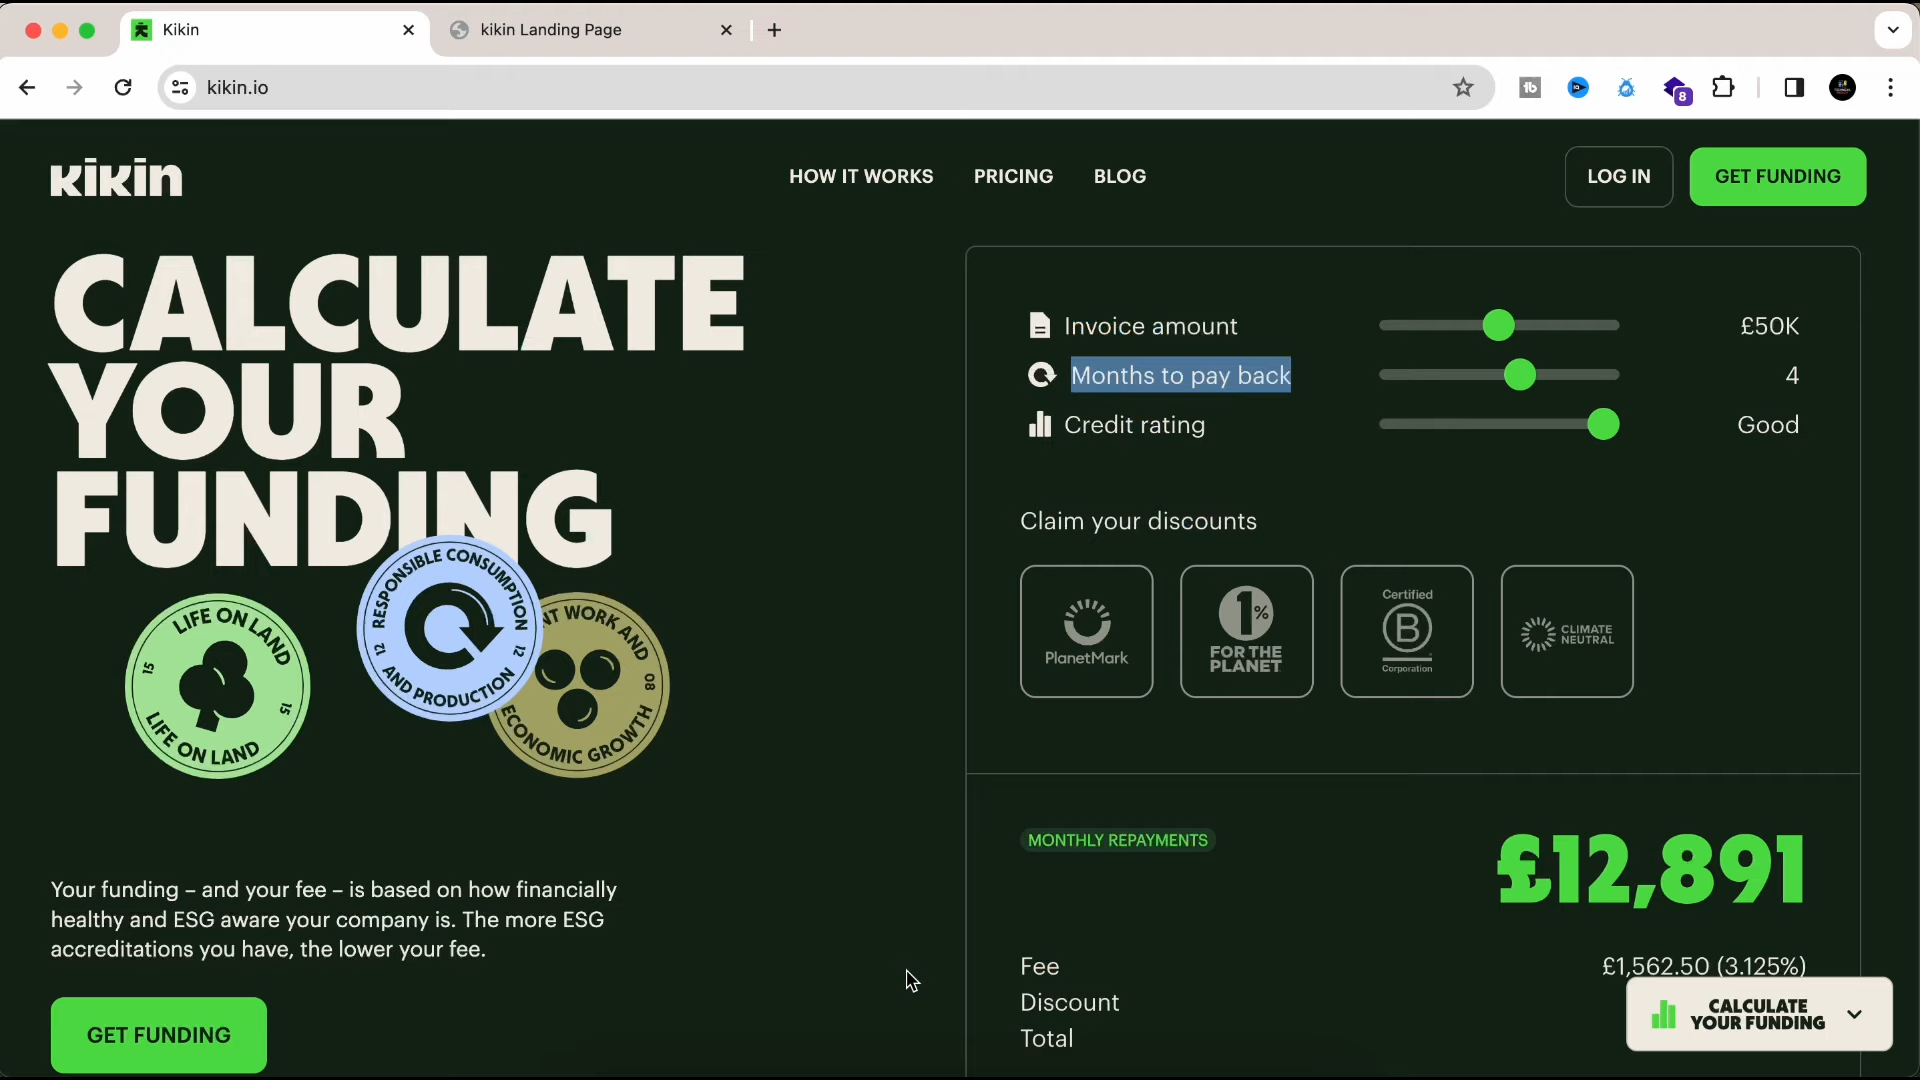 Kikin
kikin Landing Page
kikin.io
8
kikin
HOW IT WORKS
PRICING
BLOG
LOG IN
GET FUNDING
CALCULATE
YOUR
FUNDING
LIFE ON LAND
15
15
LIFE ON LAND
RESPONSIBLE CONSUMPTION
12
12
AND PRODUCTION
NT WORK AND
08
ECONOMIC GROWTH
Your funding – and your fee – is based on how financially
healthy and ESG aware your company is. The more ESG
accreditations you have, the lower your fee.
GET FUNDING
Invoice amount £50K
Months to pay back 4
Credit rating Good
Claim your discounts
PlanetMark
1%
FOR THE
PLANET
Certified
B
Corporation
CLIMATE
NEUTRAL
MONTHLY REPAYMENTS
£12,891
Fee £1,562.50 (3.125%)
Discount
Total
CALCULATE
YOUR FUNDING